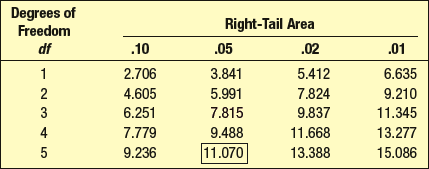 Degrees of
Freedom
Right-Tail Area
df .10 .05 .02 .01
1 2.706 3.841 5.412 6.635
2 4.605 5.991 7.824 9.210
3 6.251 7.815 9.837 11.345
4 7.779 9.488 11.668 13.277
5 9.236 11.070 13.388 15.086